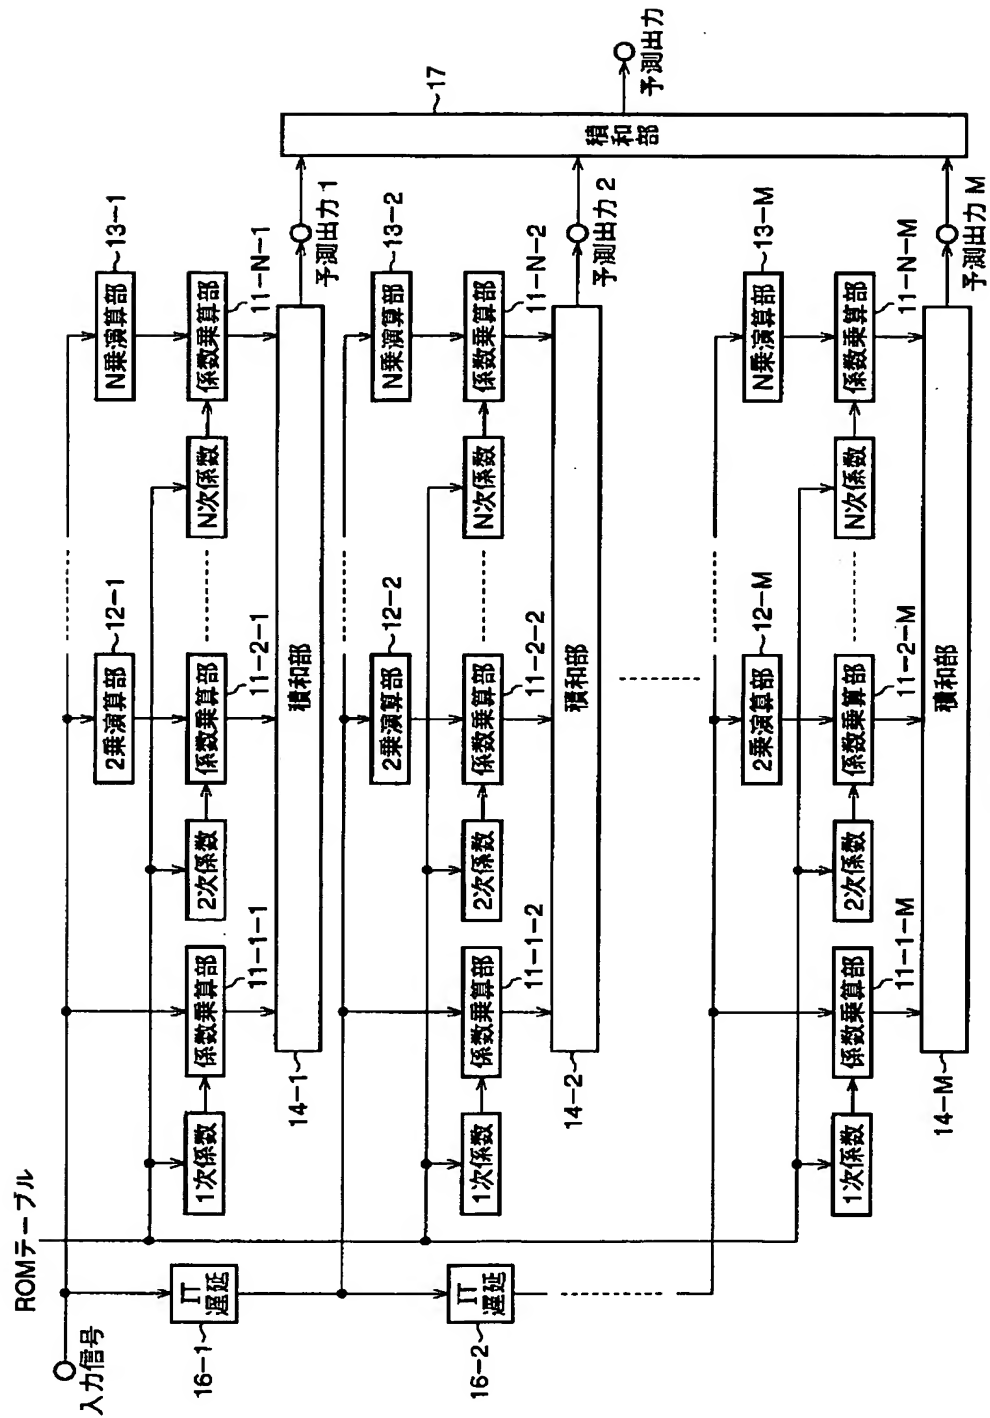 入力信号
ROMテーブル
16-1
IT
遅延
16-2
IT
遅延
2乗演算部
12-1
N乗演算部
13-1
1次係数
係数乗算部
11-1-1
2次係数
係数乗算部
11-2-1
N次係数
係数乗算部
11-N-1
14-1
積和部
予測出力 1
2乗演算部
12-2
N乗演算部
13-2
1次係数
係数乗算部
11-1-2
2次係数
係数乗算部
11-2-2
N次係数
係数乗算部
11-N-2
14-2
積和部
予測出力 2
2乗演算部
12-M
N乗演算部
13-M
1次係数
係数乗算部
11-1-M
2次係数
係数乗算部
11-2-M
N次係数
係数乗算部
11-N-M
14-M
積和部
予測出力 M
17
積和部
予測出力